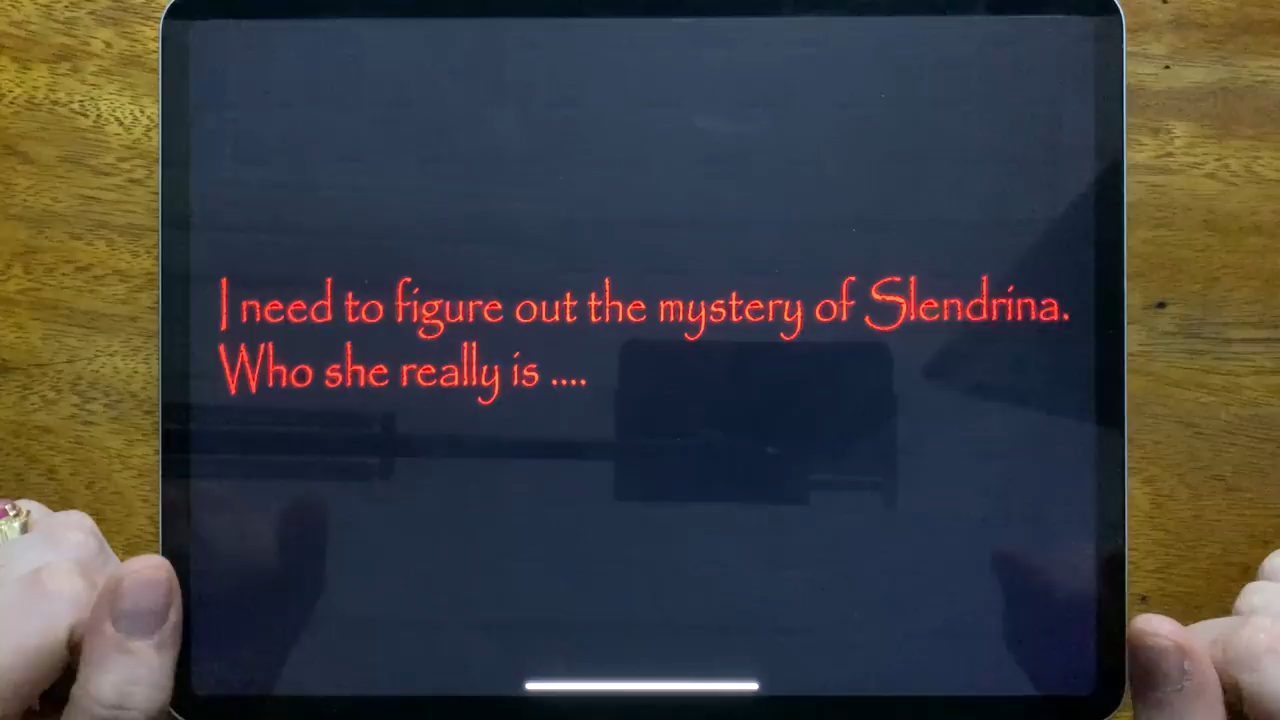 I need to figure out the mystery of Slendrina.
Who she really is ....